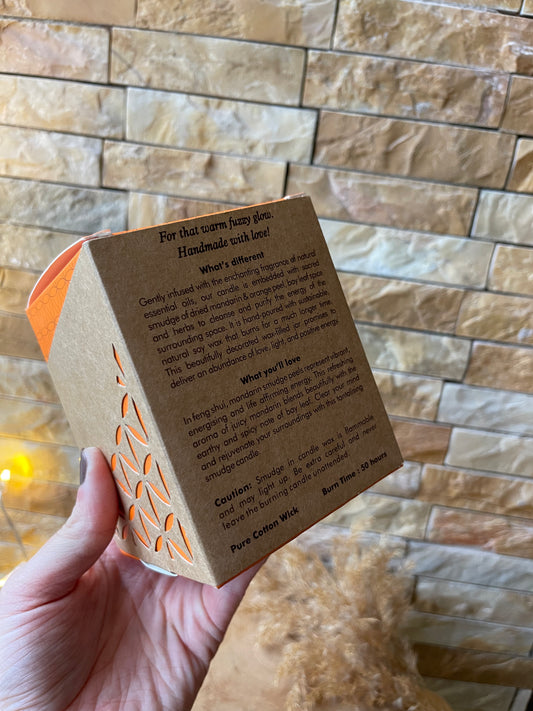 For that warm fuzzy glow.
Handmade with love!
What's different
Gently infused with the enchanting fragrance of natural
essential oils, our candle is embedded with sacred
smudge of dried mandarin & orange peel, bay leaf space
and herbs to cleanse and purify the energy of the
surrounding space. It is hand-poured with sustainable
natural soy wax that burns for a much longer time.
This beautifully decorated wax-filled jar promises to
deliver an abundance of love, light, and positive energy
What you'll love
In feng shui, mandarin smudge peels represent vibrant,
energising and life affirming energy. This refreshing
aroma of juicy mandarin blends beautifully with the
earthy and spicy note of bay leaf. Clear your mind
and rejuvenate your surroundings with this tantalising
smudge candle.
Caution: Smudge in candle wax is flammable
and may light up. Be extra careful and never
leave the burning candle unattended
Burn Time : 50 hours
Pure Cotton Wick